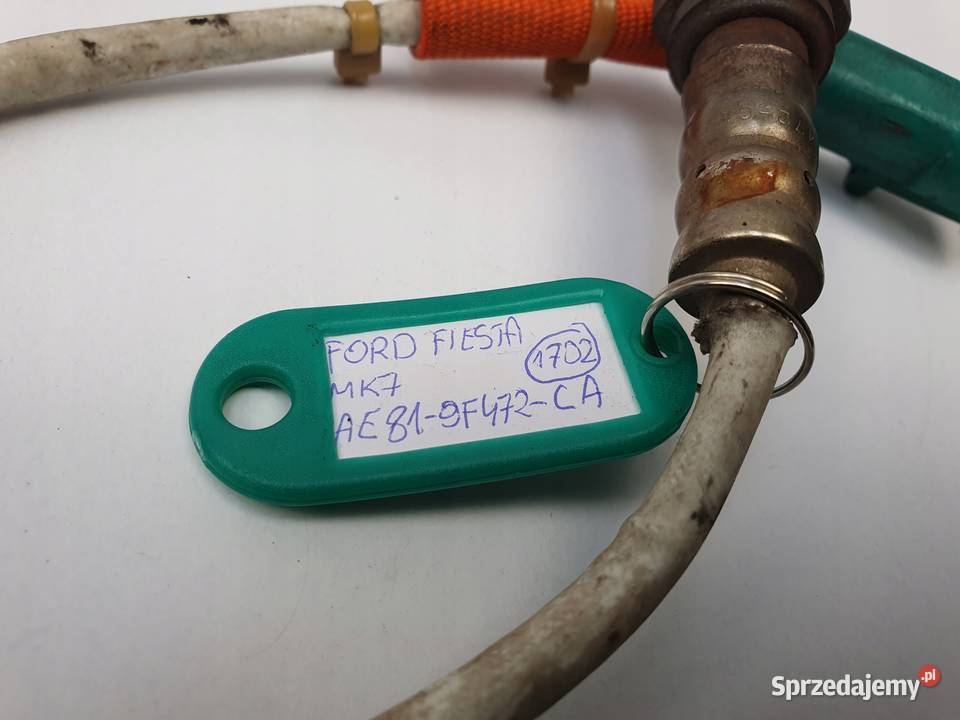 FORD FIESTA
1702
MK7
AE81-9F472-CA
Sprzedajemy.pl